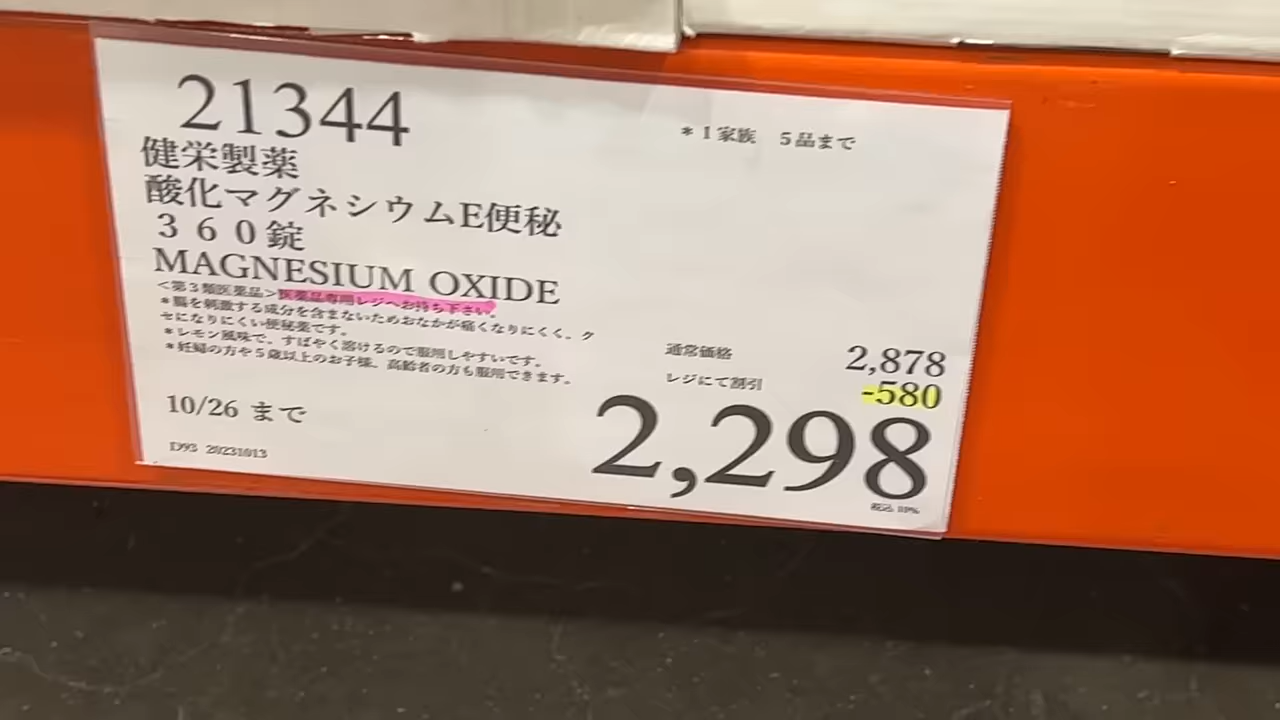 21344
*1家族 5品まで
健栄製薬
酸化マグネシウムE便秘
360錠
MAGNESIUM OXIDE
<第3類医薬品>医薬品専用レジへお持ち下さい。
*腸を刺激する成分を含まないためおなかが痛くなりにくく、ク
セになりにくい便秘薬です。
*レモン風味で、すばやく溶けるので服用しやすいです。
*妊婦の方や5歳以上のお子様、高齢者の方も服用できます。
通常価格 2,878
レジにて割引 -580
2,298
10/26 まで
D93 20231013
税込